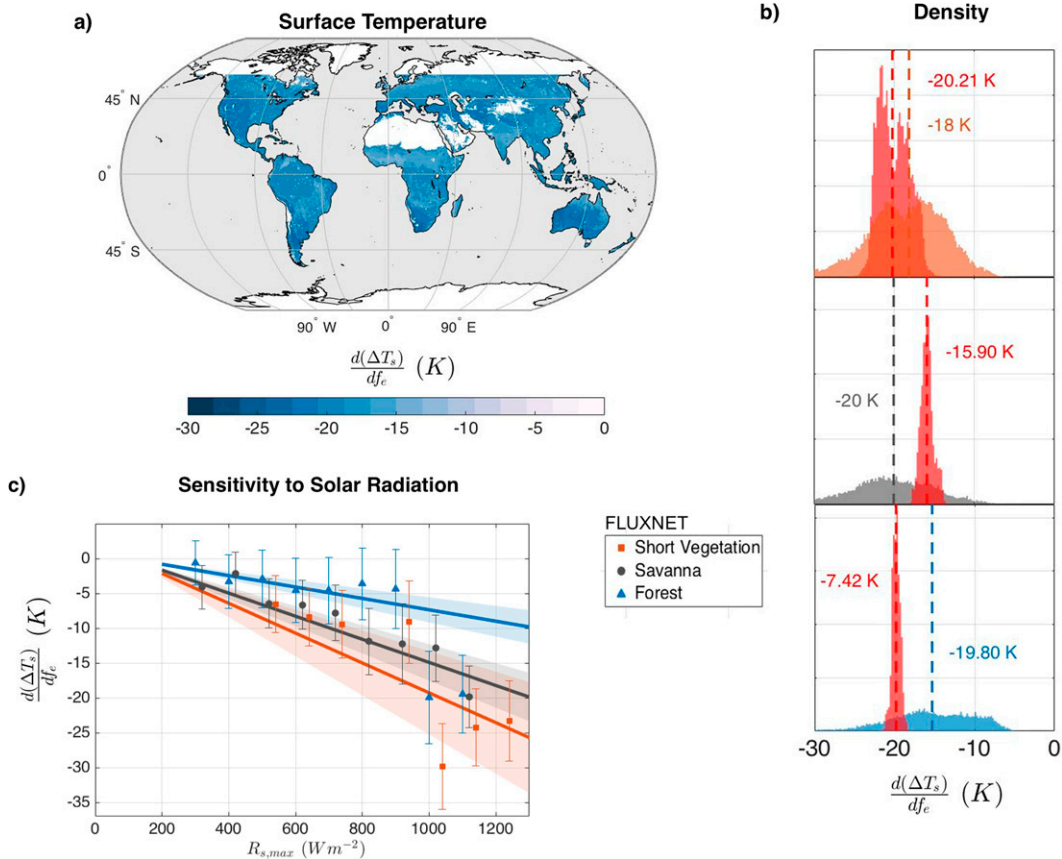 a)
Surface Temperature
45° N
0°
45° S
90° W 0° 90° E
d(ΔT_s)/df_e (K)
-30 -25 -20 -15 -10 -5 0
b)
Density
-20.21 K
-18 K
-15.90 K
-20 K
-7.42 K
-19.80 K
-30 -20 -10 0
d(ΔT_s)/df_e (K)
c)
Sensitivity to Solar Radiation
0
-5
-10
-15
-20
-25
-30
-35
d(ΔT_s)/df_e (K)
0 200 400 600 800 1000 1200
R_s,max (Wm⁻²)
FLUXNET
Short Vegetation
Savanna
Forest